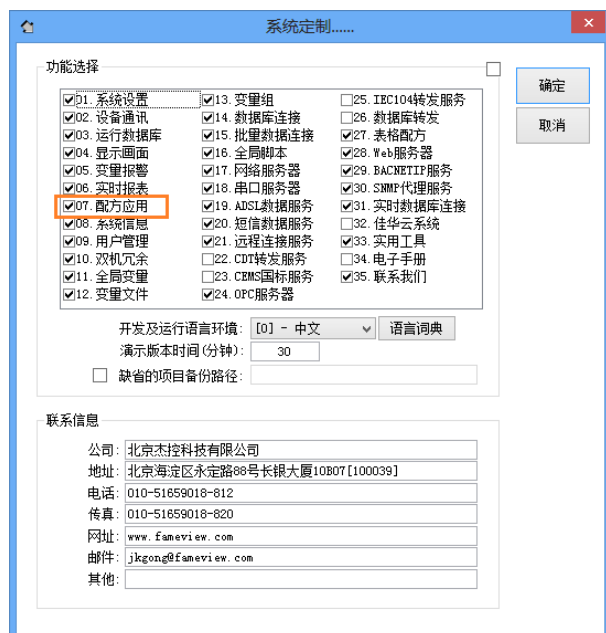 系统定制......
功能选择
01. 系统设置 13. 变量组 25. IEC104转发服务
02. 设备通讯 14. 数据库连接 26. 数据库转发
03. 运行数据库 15. 批量数据连接 27. 表格配方
04. 显示画面 16. 全局脚本 28. Web服务器
05. 变量报警 17. 网络服务器 29. BACNETIP服务
06. 实时报表 18. 串口服务器 30. SNMP代理服务
07. 配方应用 19. ADSL数据服务 31. 实时数据库连接
08. 系统信息 20. 短信数据服务 32. 佳华云系统
09. 用户管理 21. 远程连接服务 33. 实用工具
10. 双机冗余 22. CDT转发服务 34. 电子手册
11. 全局变量 23. CEMS国标服务 35. 联系我们
12. 变量文件 24. OPC服务器
确定
取消
开发及运行语言环境: [0] - 中文 语言词典
演示版本时间(分钟): 30
缺省的项目备份路径:
联系信息
公司: 北京杰控科技有限公司
地址: 北京海淀区永定路88号长银大厦10B07[100039]
电话: 010-51659018-812
传真: 010-51659018-820
网址: www.fameview.com
邮件: jkgong@fameview.com
其他: